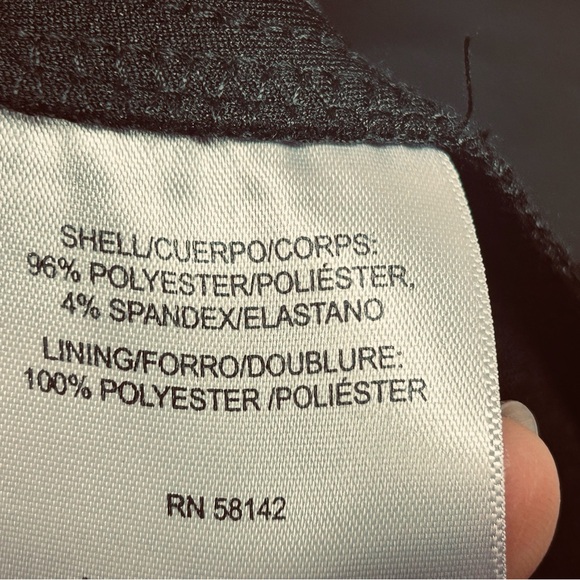 SHELL/CUERPO/CORPS:
96% POLYESTER/POLIÉSTER,
4% SPANDEX/ELASTANO
LINING/FORRO/DOUBLURE:
100% POLYESTER /POLIÉSTER
RN 58142